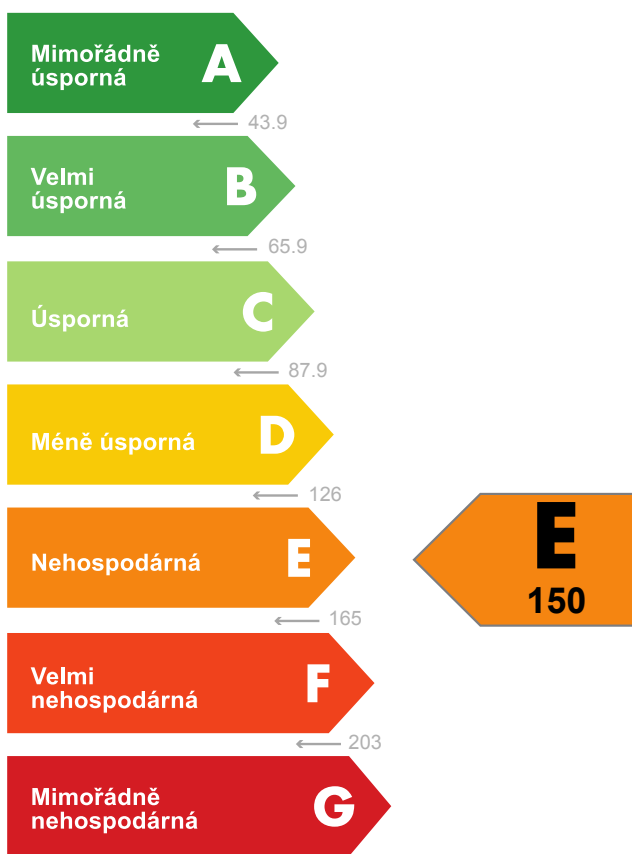 Mimořádně
úsporná
A
43.9
Velmi
úsporná
B
65.9
Úsporná
C
87.9
Méně úsporná
D
126
Nehospodárná
E
E
150
165
Velmi
nehospodárná
F
203
Mimořádně
nehospodárná
G